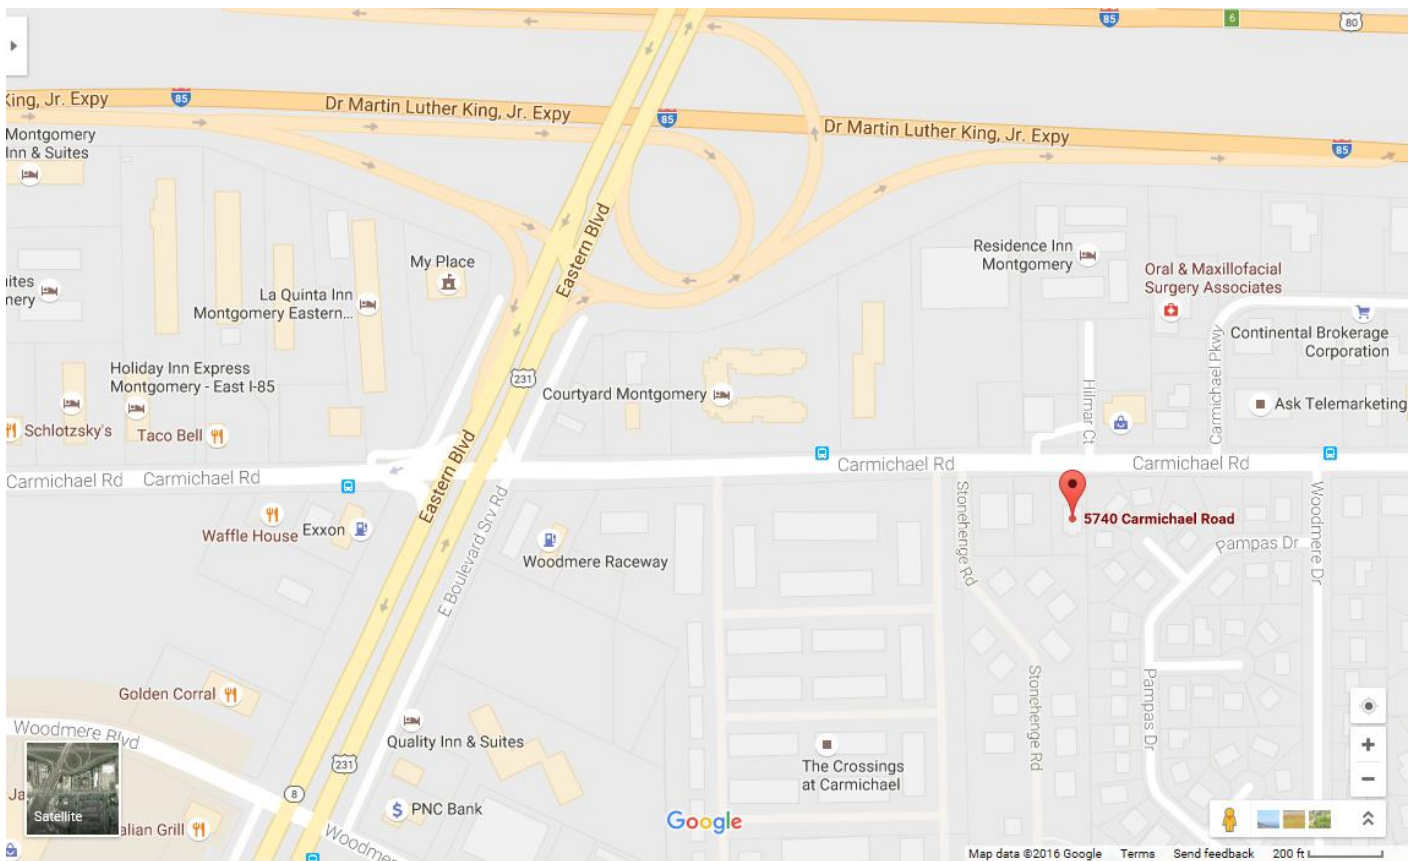 85
6
80
King, Jr. Expy
85
Dr Martin Luther King, Jr. Expy
85
Dr Martin Luther King, Jr. Expy
85
Montgomery
Inn & Suites
Eastern Blvd
My Place
Residence Inn
Montgomery
Oral & Maxillofacial
Surgery Associates
ites
ery
La Quinta Inn
Montgomery Eastern...
Carmichael Pkwy
Continental Brokerage
Corporation
Holiday Inn Express
Montgomery - East I-85
231
Courtyard Montgomery
Hilmar Ct
Ask Telemarketing
Schlotzsky's
Taco Bell
Eastern Blvd
Carmichael Rd
Carmichael Rd
Carmichael Rd
Carmichael Rd
Stonehenge Rd
Woodmere Dr
5740 Carmichael Road
Waffle House
Exxon
E Boulevard Srv Rd
Woodmere Raceway
Pampas Dr
Golden Corral
Stonehenge Rd
Pampas Dr
Woodmere Blvd
Quality Inn & Suites
231
The Crossings
at Carmichael
8
PNC Bank
Ja
Satellite
alian Grill
Woodme
Google
Map data ©2016 Google
Terms
Send feedback
200 ft